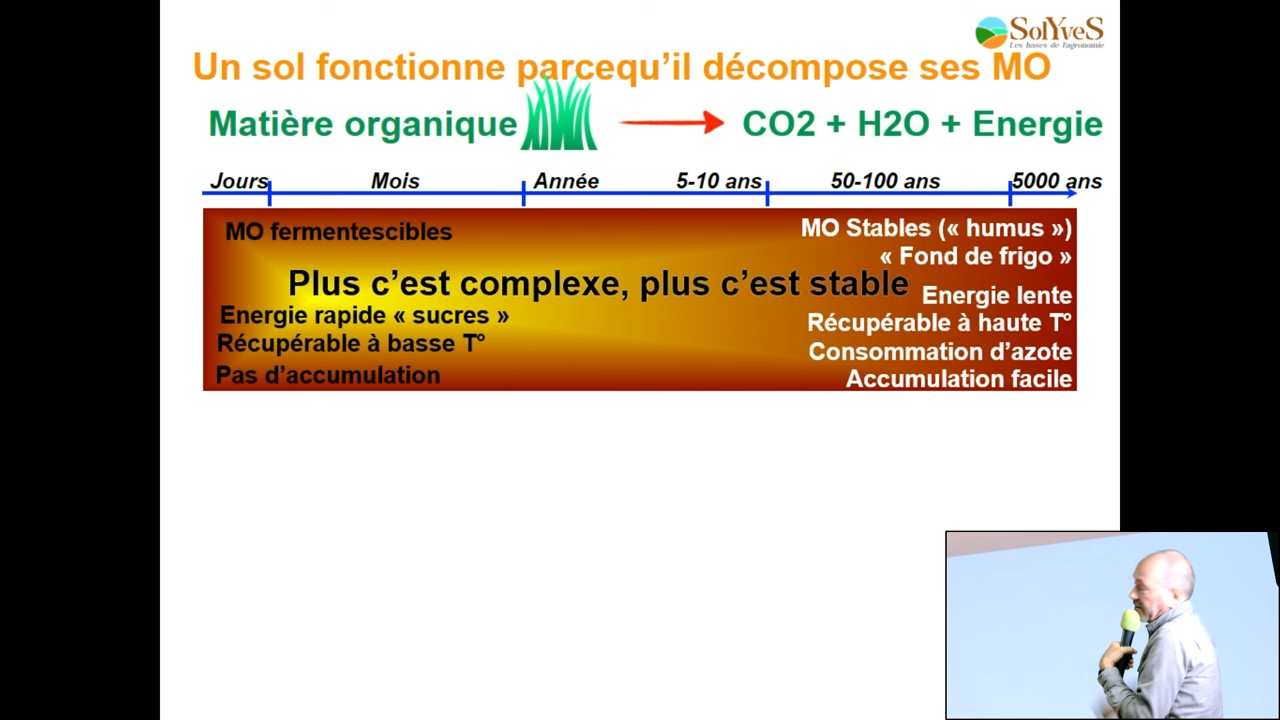 SolYveS
Les bases de l'agronomie
Un sol fonctionne parcequ'il décompose ses MO
Matière organique CO2 + H2O + Energie
Jours Mois Année 5-10 ans 50-100 ans 5000 ans
MO fermentescibles
MO Stables (« humus »)
« Fond de frigo »
Plus c'est complexe, plus c'est stable
Energie lente
Energie rapide « sucres »
Récupérable à haute T°
Récupérable à basse T°
Consommation d'azote
Pas d'accumulation
Accumulation facile